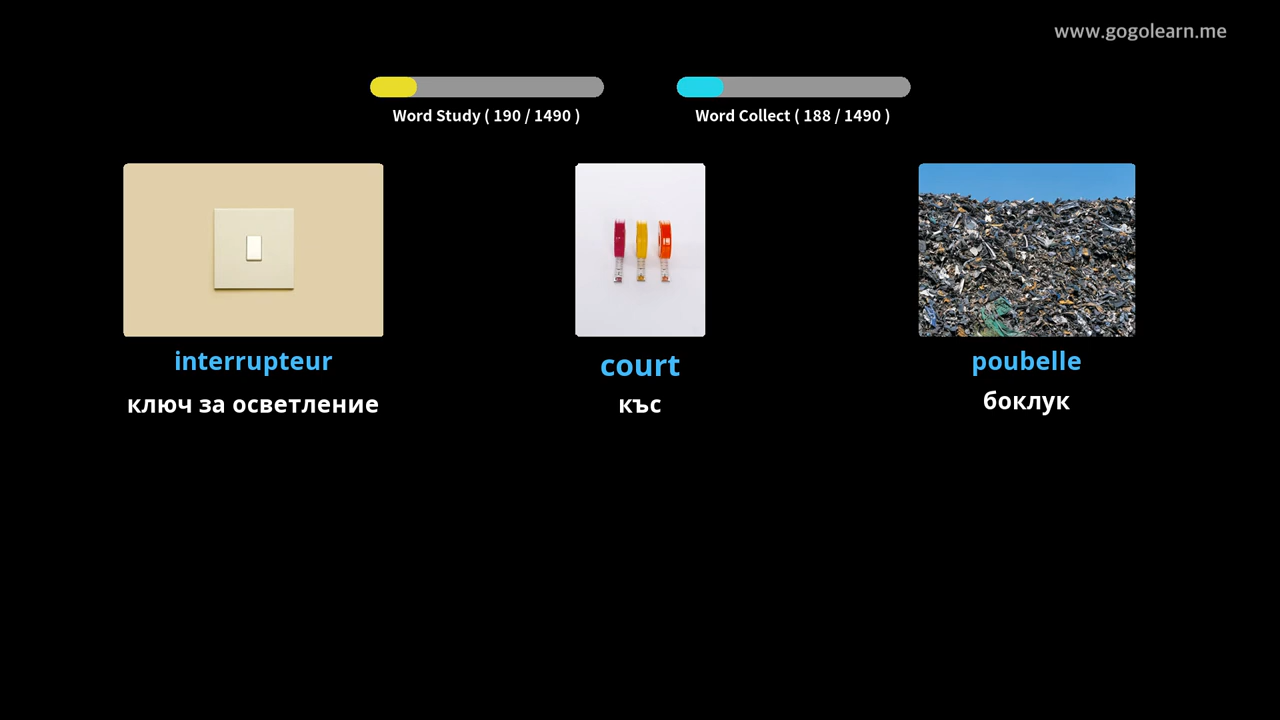 www.gogolearn.me
Word Study ( 190 / 1490 )
Word Collect ( 188 / 1490 )
interrupteur
ключ за осветление
court
къс
poubelle
боклук